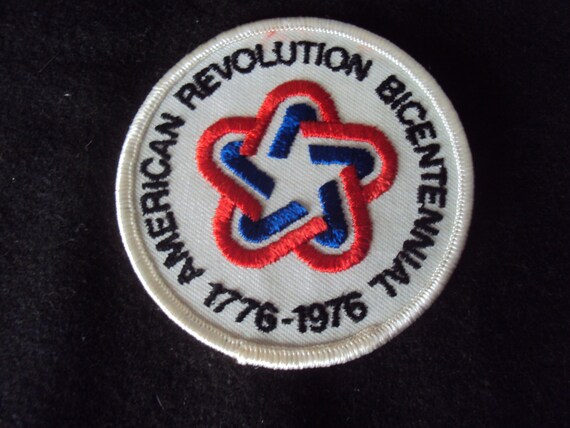 AMERICAN REVOLUTION BICENTENNIAL
1776-1976